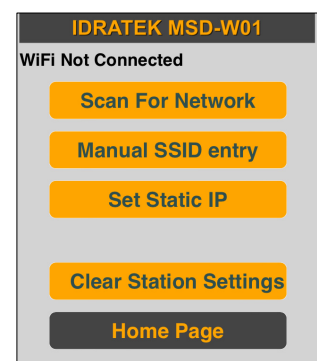 IDRATEK MSD-W01
WiFi Not Connected
Scan For Network
Manual SSID entry
Set Static IP
Clear Station Settings
Home Page